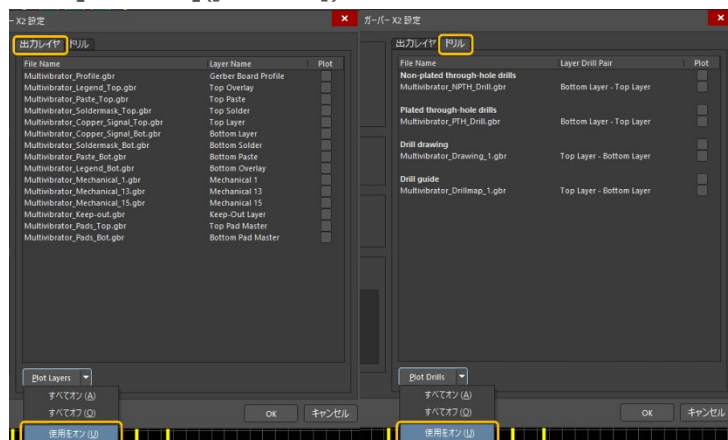 ー X2 設定
出力レイヤ ドリル
File Name Layer Name Plot
Multivibrator_Profile.gbr Gerber Board Profile
Multivibrator_Legend_Top.gbr Top Overlay
Multivibrator_Paste_Top.gbr Top Paste
Multivibrator_Soldermask_Top.gbr Top Solder
Multivibrator_Copper_Signal_Top.gbr Top Layer
Multivibrator_Copper_Signal_Bot.gbr Bottom Layer
Multivibrator_Soldermask_Bot.gbr Bottom Solder
Multivibrator_Paste_Bot.gbr Bottom Paste
Multivibrator_Legend_Bot.gbr Bottom Overlay
Multivibrator_Mechanical_1.gbr Mechanical 1
Multivibrator_Mechanical_13.gbr Mechanical 13
Multivibrator_Mechanical_15.gbr Mechanical 15
Multivibrator_Keep-out.gbr Keep-Out Layer
Multivibrator_Pads_Top.gbr Top Pad Master
Multivibrator_Pads_Bot.gbr Bottom Pad Master
Plot Layers
すべてオン (A)
すべてオフ (O)
使用をオン (U)
OK キャンセル
ガーバー X2 設定
出力レイヤ ドリル
File Name Layer Drill Pair Plot
Non-plated through-hole drills
Multivibrator_NPTH_Drill.gbr Bottom Layer - Top Layer
Plated through-hole drills
Multivibrator_PTH_Drill.gbr Bottom Layer - Top Layer
Drill drawing
Multivibrator_Drawing_1.gbr Top Layer - Bottom Layer
Drill guide
Multivibrator_Drillmap_1.gbr Top Layer - Bottom Layer
Plot Drills
すべてオン (A)
すべてオフ (O)
使用をオン (U)
OK キャンセル